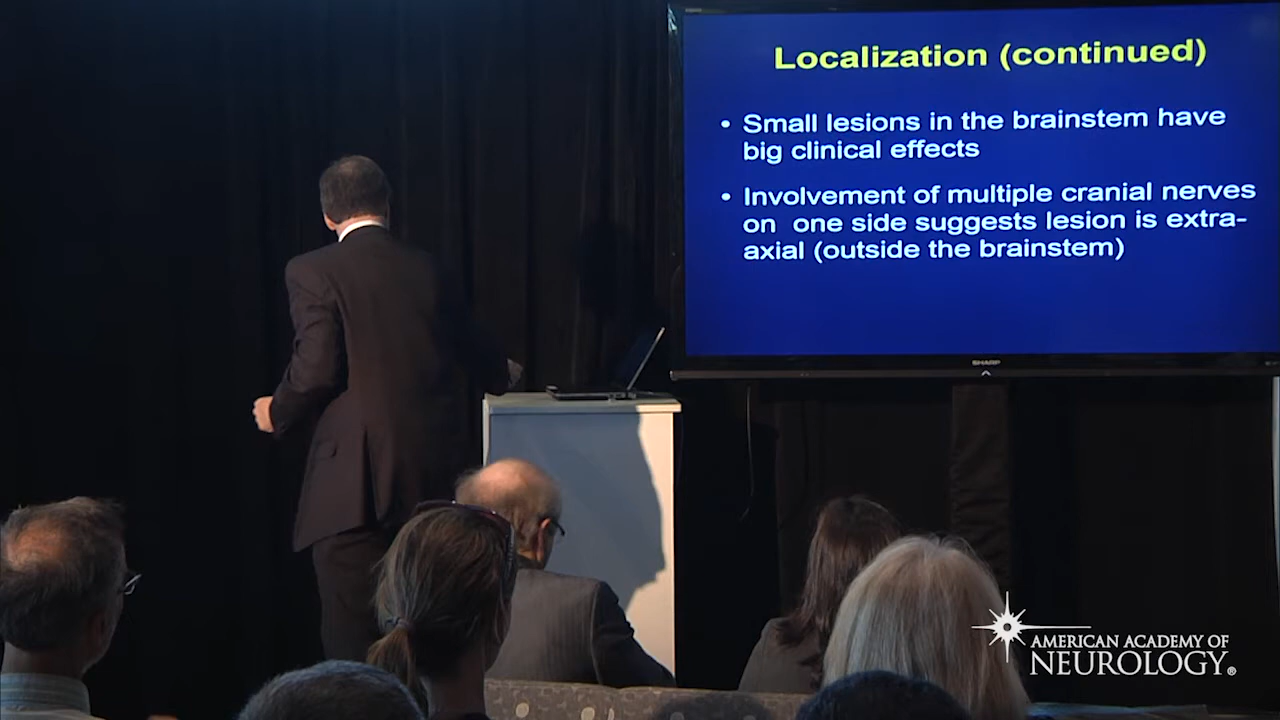 Localization (continued)
• Small lesions in the brainstem have
big clinical effects
• Involvement of multiple cranial nerves
on one side suggests lesion is extra-
axial (outside the brainstem)
SHARP
AMERICAN ACADEMY OF
NEUROLOGY®